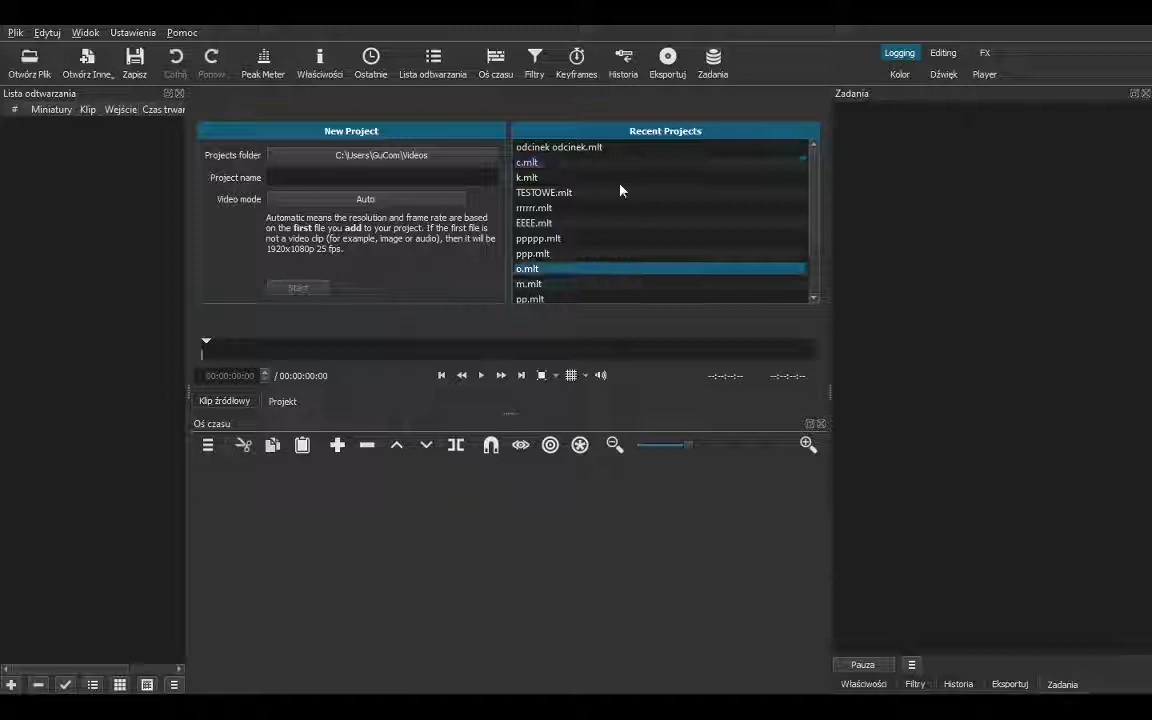 Plik Edytuj Widok Ustawienia Pomoc
Otwórz Plik Otwórz Inne.. Zapisz Cofnij Ponów Peak Meter Właściwości Ostatnie Lista odtwarzania Oś czasu Filtry Keyframes Historia Eksportuj Zadania
Logging Editing FX
Kolor Dźwięk Player
Lista odtwarzania
# Miniatury Klip Wejście Czas trwar
New Project
Projects folder C:\Users\GuCom\Videos
Project name
Video mode Auto
Automatic means the resolution and frame rate are based
on the first file you add to your project. If the first file is
not a video clip (for example, image or audio), then it will be
1920x1080p 25 fps.
Start
Recent Projects
odcinek odcinek.mlt
c.mlt
k.mlt
TESTOWE.mlt
rrrrrr.mlt
EEEE.mlt
ppppp.mlt
ppp.mlt
o.mlt
m.mlt
pp.mlt
00:00:00:00 / 00:00:00:00 --:--:--:-- --:--:--:--
Klip źródłowy Projekt
Oś czasu
Zadania
Pauza
Właściwości Filtry Historia Eksportuj Zadania